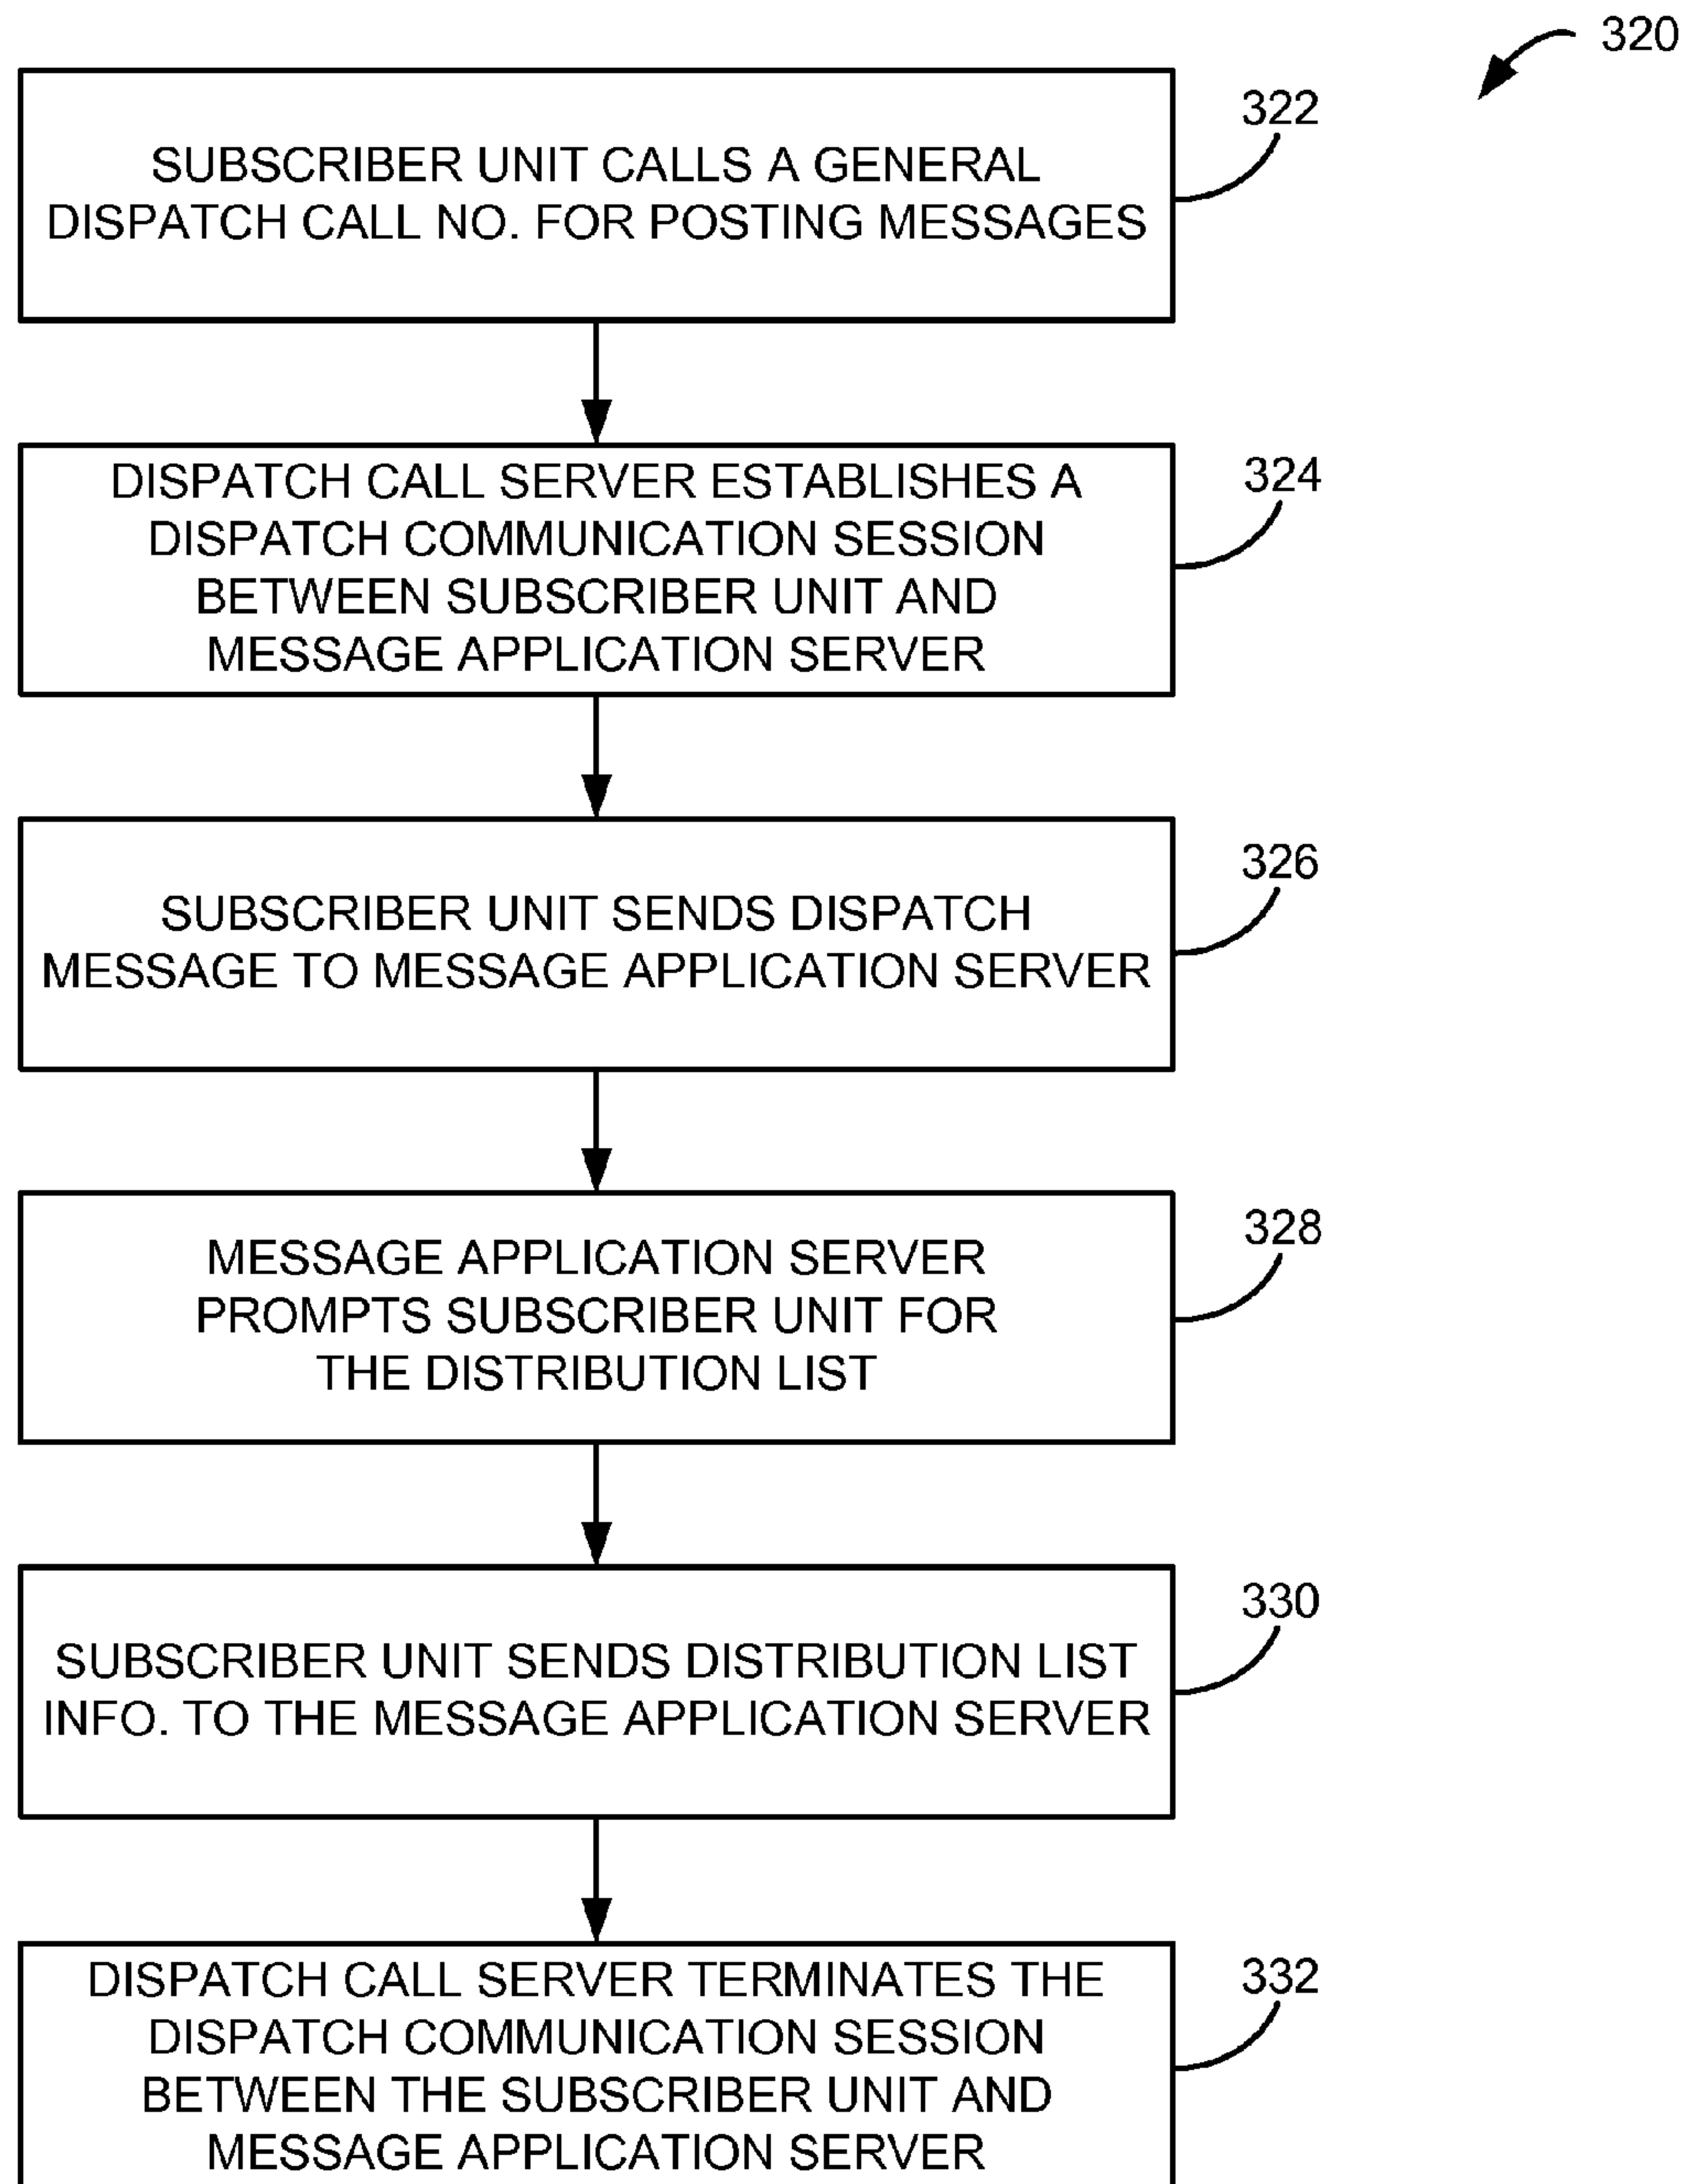 320
322
SUBSCRIBER UNIT CALLS A GENERAL
DISPATCH CALL NO. FOR POSTING MESSAGES
324
DISPATCH CALL SERVER ESTABLISHES A
DISPATCH COMMUNICATION SESSION
BETWEEN SUBSCRIBER UNIT AND
MESSAGE APPLICATION SERVER
326
SUBSCRIBER UNIT SENDS DISPATCH
MESSAGE TO MESSAGE APPLICATION SERVER
328
MESSAGE APPLICATION SERVER
PROMPTS SUBSCRIBER UNIT FOR
THE DISTRIBUTION LIST
330
SUBSCRIBER UNIT SENDS DISTRIBUTION LIST
INFO. TO THE MESSAGE APPLICATION SERVER
332
DISPATCH CALL SERVER TERMINATES THE
DISPATCH COMMUNICATION SESSION
BETWEEN THE SUBSCRIBER UNIT AND
MESSAGE APPLICATION SERVER